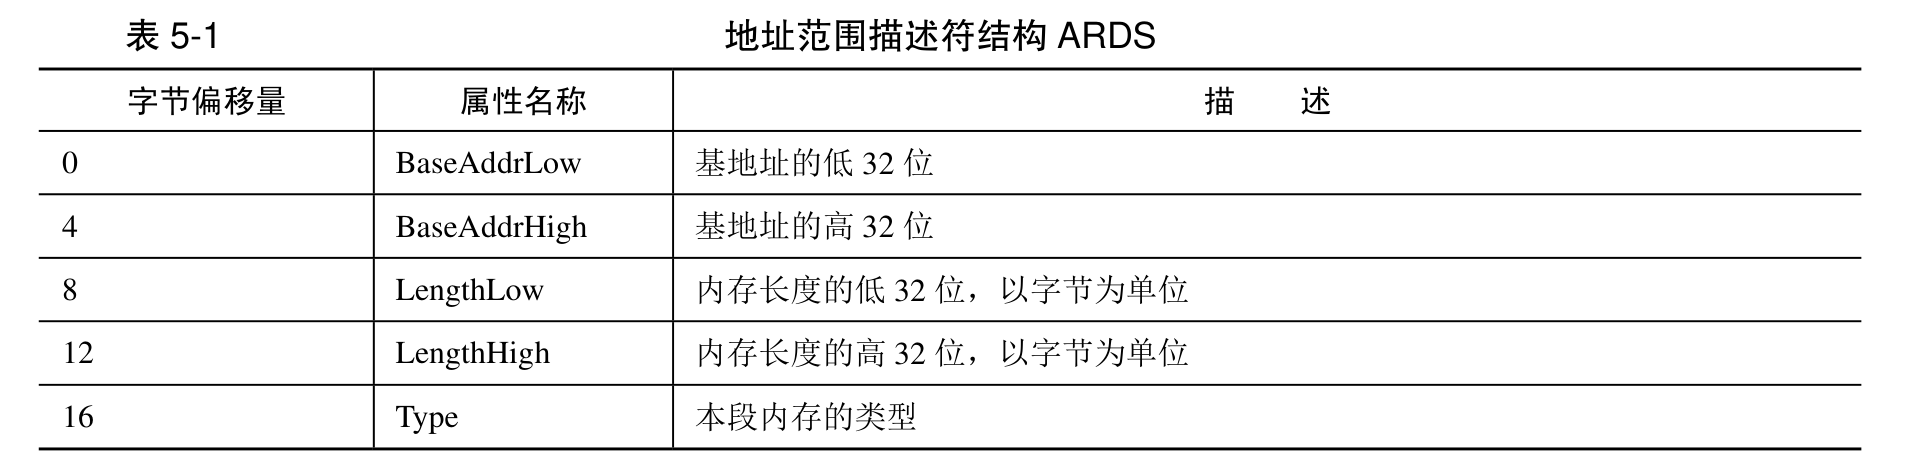 表 5-1 地址范围描述符结构 ARDS
字节偏移量 属性名称 描 述
0 BaseAddrLow 基地址的低 32 位
4 BaseAddrHigh 基地址的高 32 位
8 LengthLow 内存长度的低 32 位，以字节为单位
12 LengthHigh 内存长度的高 32 位，以字节为单位
16 Type 本段内存的类型